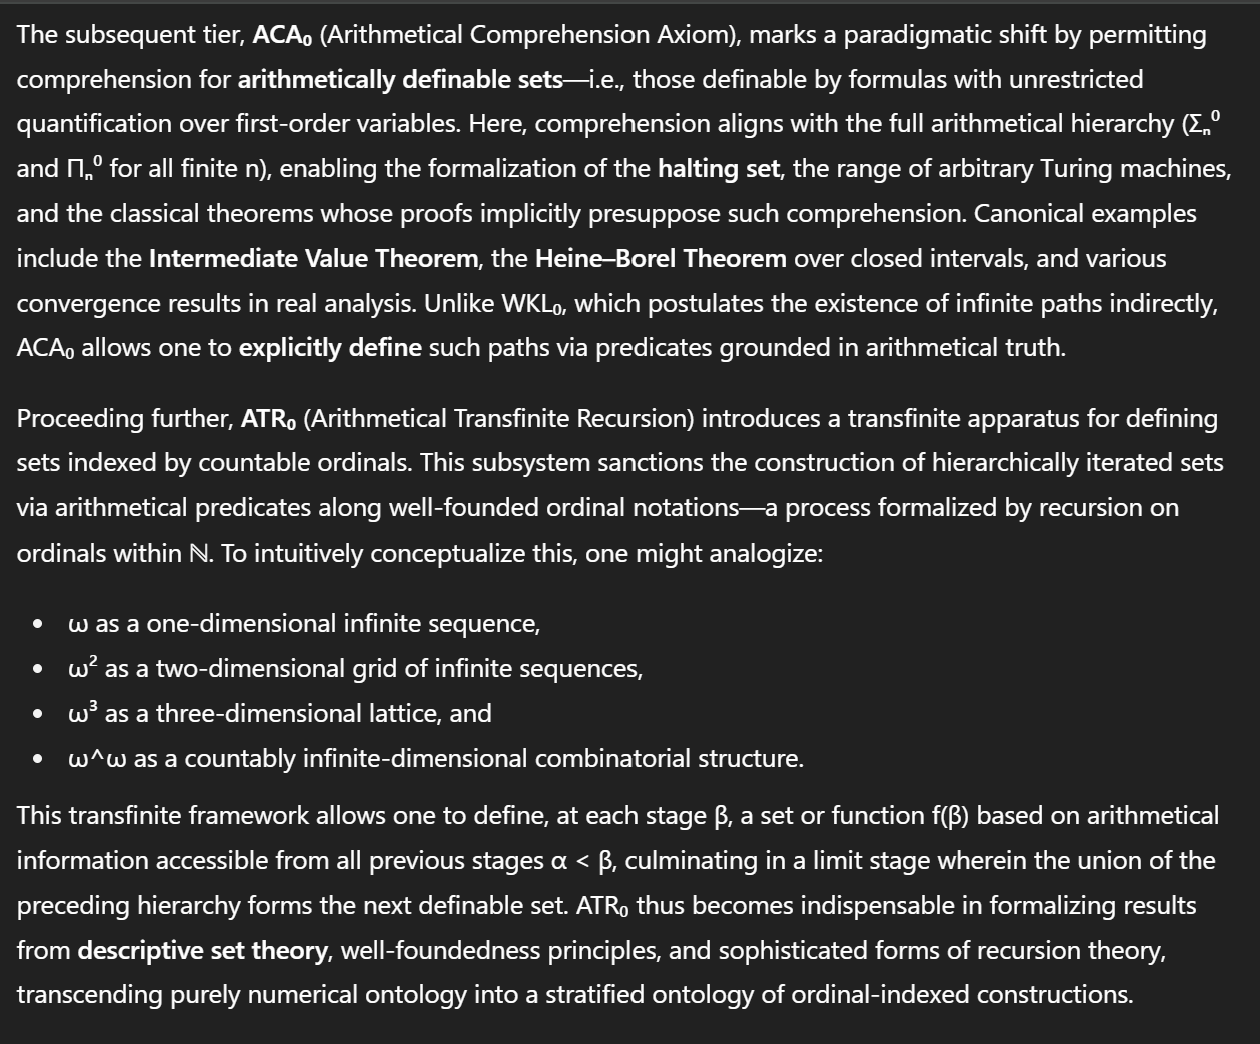 The subsequent tier, ACA₀ (Arithmetical Comprehension Axiom), marks a paradigmatic shift by permitting
comprehension for arithmetically definable sets—i.e., those definable by formulas with unrestricted
quantification over first-order variables. Here, comprehension aligns with the full arithmetical hierarchy (Σₙ⁰
and Πₙ⁰ for all finite n), enabling the formalization of the halting set, the range of arbitrary Turing machines,
and the classical theorems whose proofs implicitly presuppose such comprehension. Canonical examples
include the Intermediate Value Theorem, the Heine–Borel Theorem over closed intervals, and various
convergence results in real analysis. Unlike WKL₀, which postulates the existence of infinite paths indirectly,
ACA₀ allows one to explicitly define such paths via predicates grounded in arithmetical truth.
Proceeding further, ATR₀ (Arithmetical Transfinite Recursion) introduces a transfinite apparatus for defining
sets indexed by countable ordinals. This subsystem sanctions the construction of hierarchically iterated sets
via arithmetical predicates along well-founded ordinal notations—a process formalized by recursion on
ordinals within ℕ. To intuitively conceptualize this, one might analogize:
• ω as a one-dimensional infinite sequence,
• ω² as a two-dimensional grid of infinite sequences,
• ω³ as a three-dimensional lattice, and
• ω^ω as a countably infinite-dimensional combinatorial structure.
This transfinite framework allows one to define, at each stage β, a set or function f(β) based on arithmetical
information accessible from all previous stages α < β, culminating in a limit stage wherein the union of the
preceding hierarchy forms the next definable set. ATR₀ thus becomes indispensable in formalizing results
from descriptive set theory, well-foundedness principles, and sophisticated forms of recursion theory,
transcending purely numerical ontology into a stratified ontology of ordinal-indexed constructions.